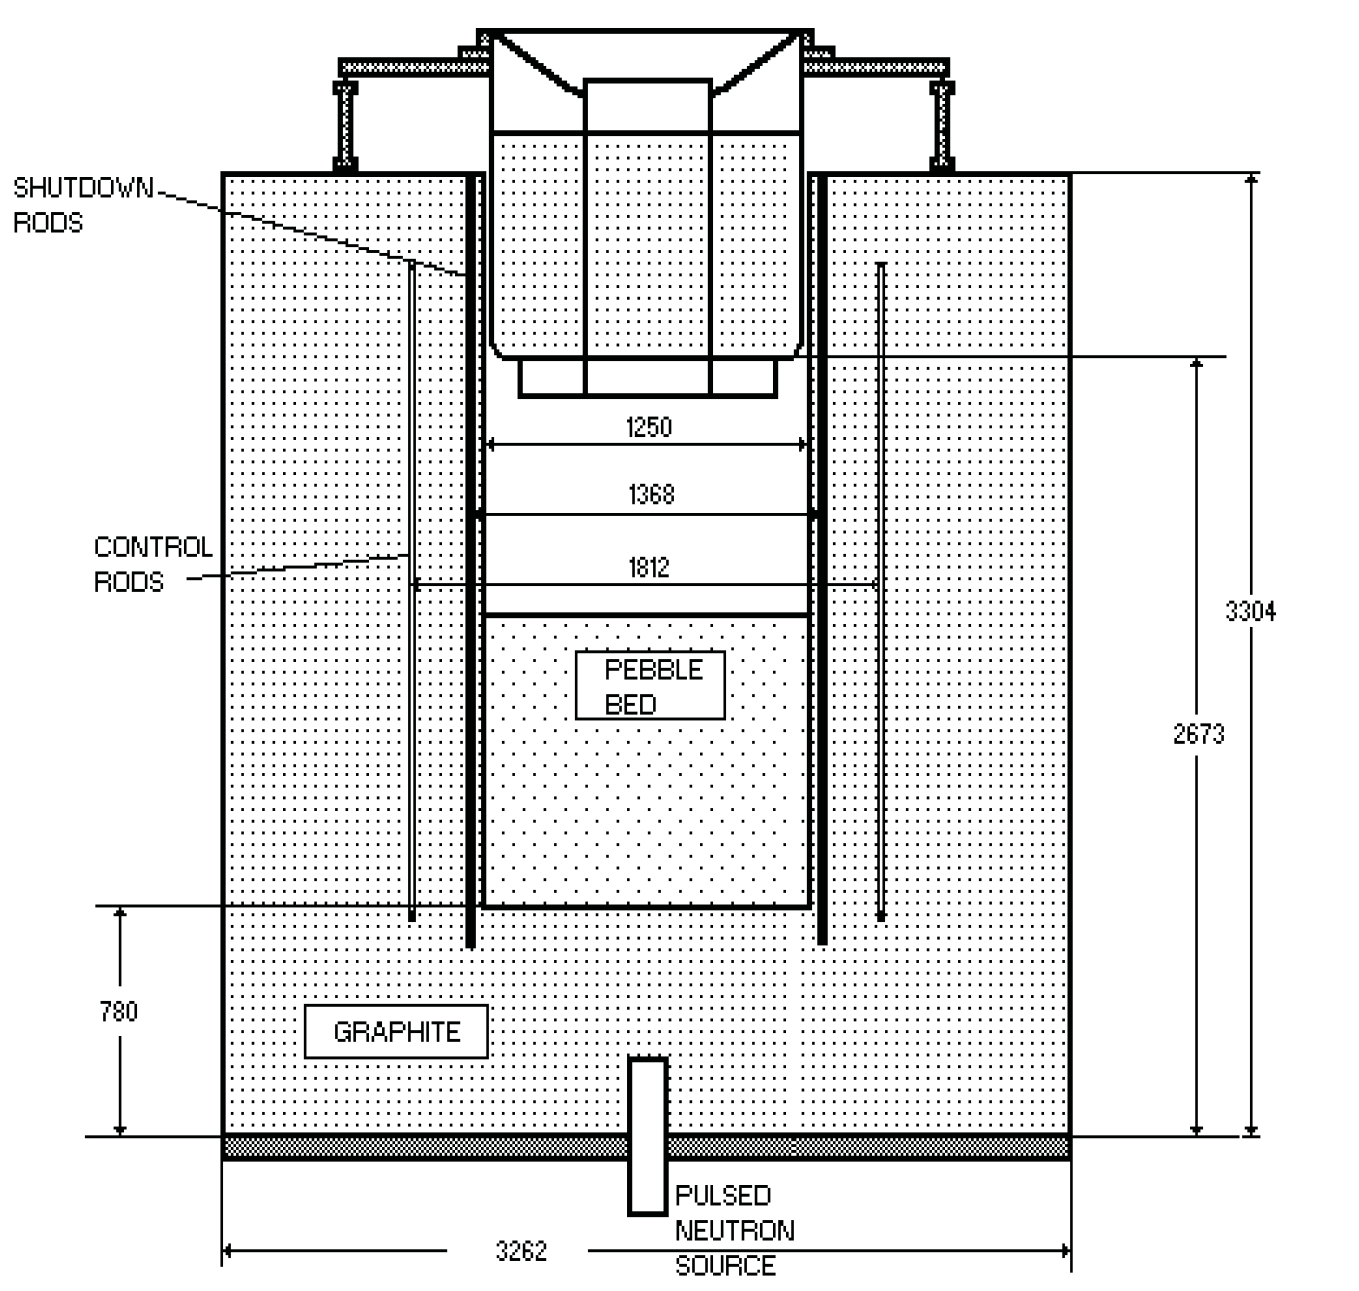 SHUTDOWN
RODS
1250
1368
CONTROL
RODS
1812
3304
PEBBLE
BED
2673
780
GRAPHITE
PULSED
NEUTRON
SOURCE
3262